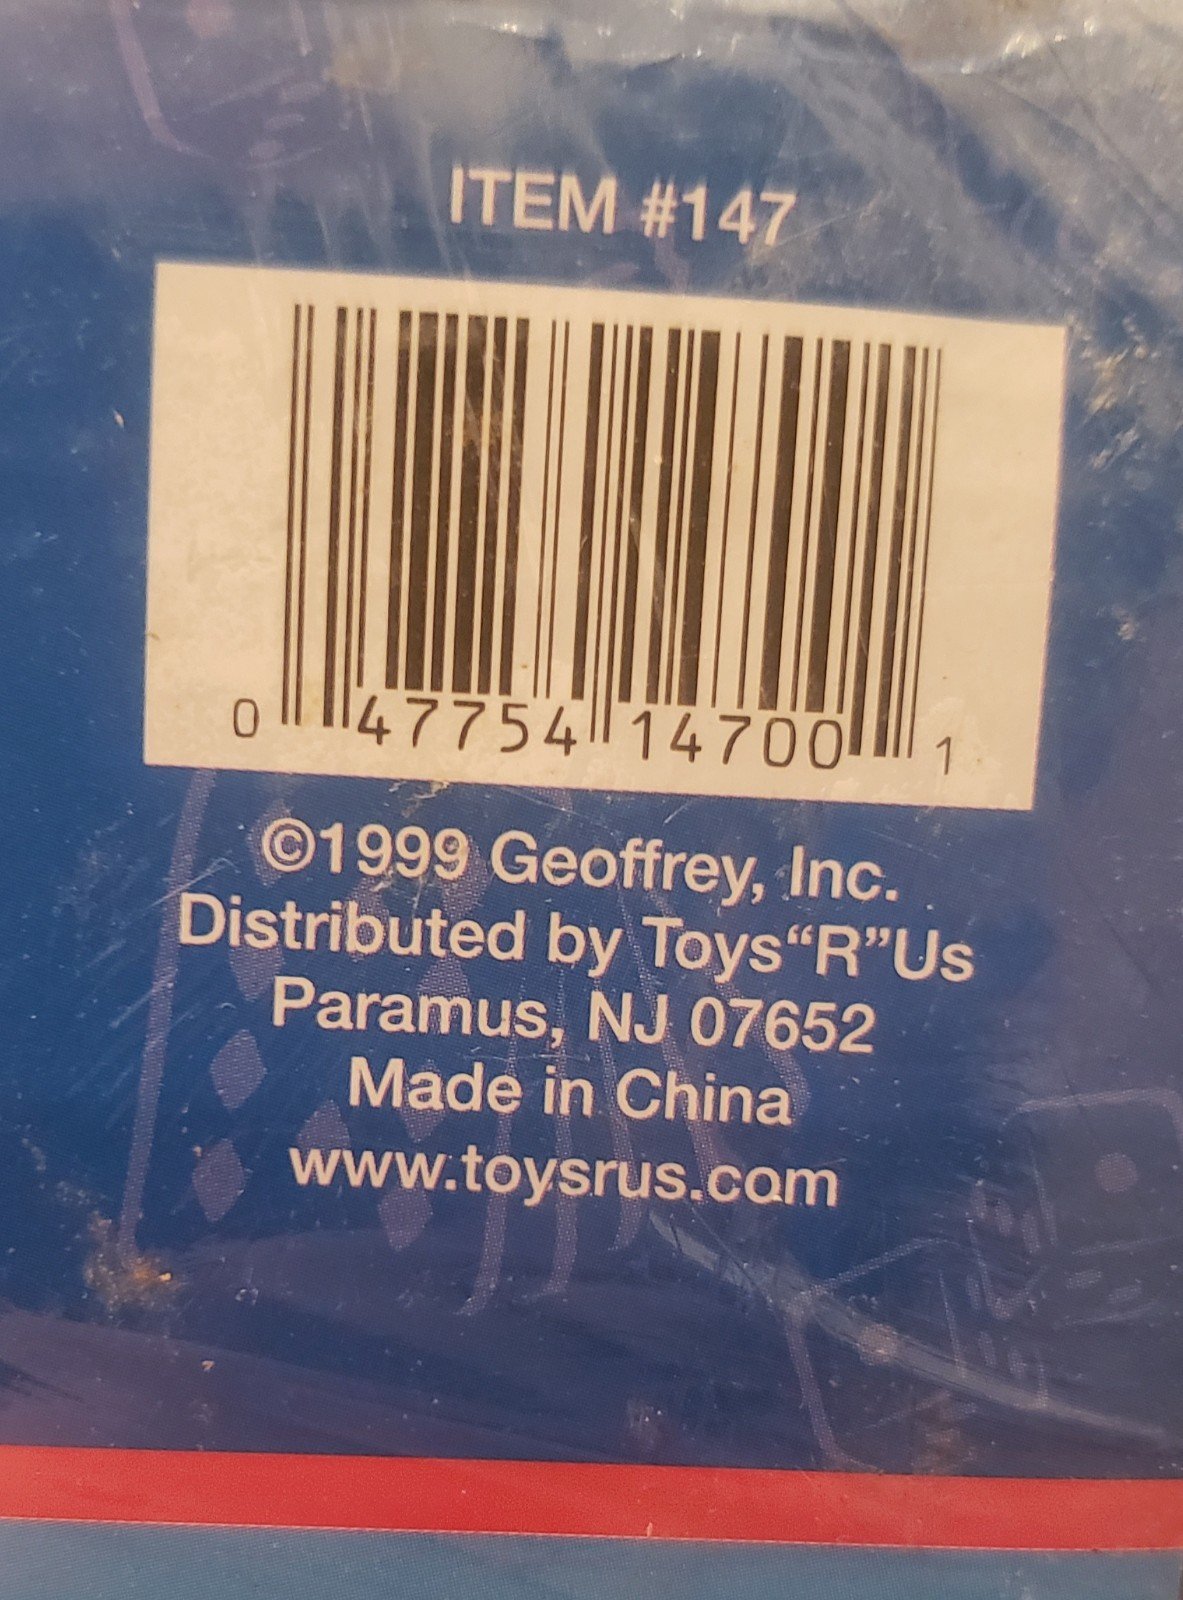 ITEM #147
0 47754 14700 1
©1999 Geoffrey, Inc.
Distributed by Toys“R”Us
Paramus, NJ 07652
Made in China
www.toysrus.com